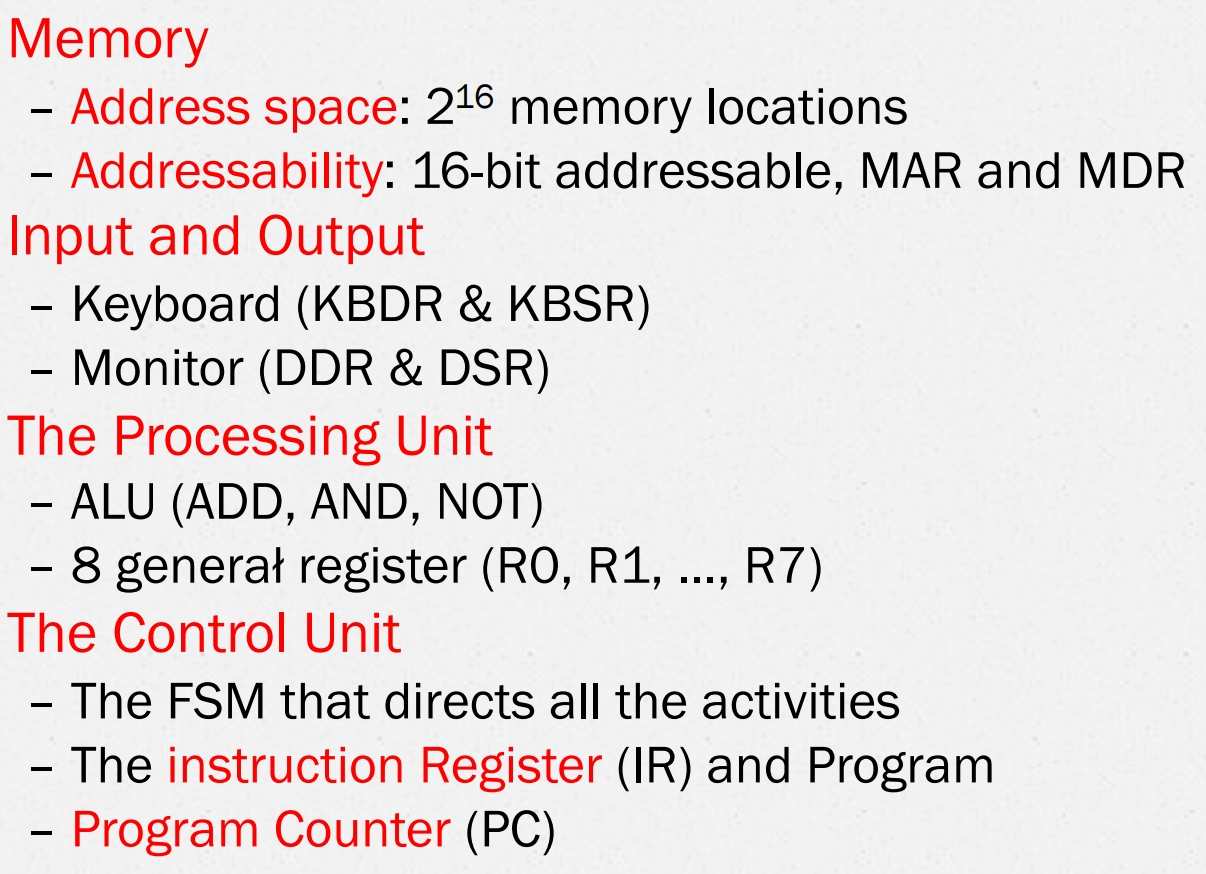 Memory
– Address space: 2¹⁶ memory locations
– Addressability: 16-bit addressable, MAR and MDR
Input and Output
– Keyboard (KBDR & KBSR)
– Monitor (DDR & DSR)
The Processing Unit
– ALU (ADD, AND, NOT)
– 8 generał register (R0, R1, ..., R7)
The Control Unit
– The FSM that directs all the activities
– The instruction Register (IR) and Program
– Program Counter (PC)